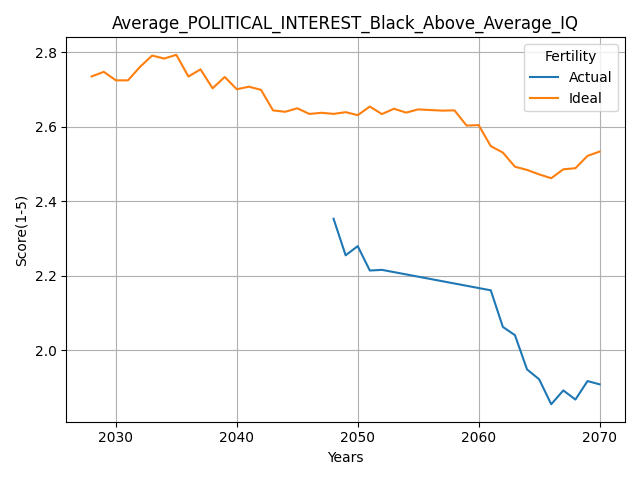 Average_POLITICAL_INTEREST_Black_Above_Average_IQ
Fertility
Actual
Ideal
Score(1-5)
2.8
2.6
2.4
2.2
2.0
2030
2040
2050
2060
2070
Years